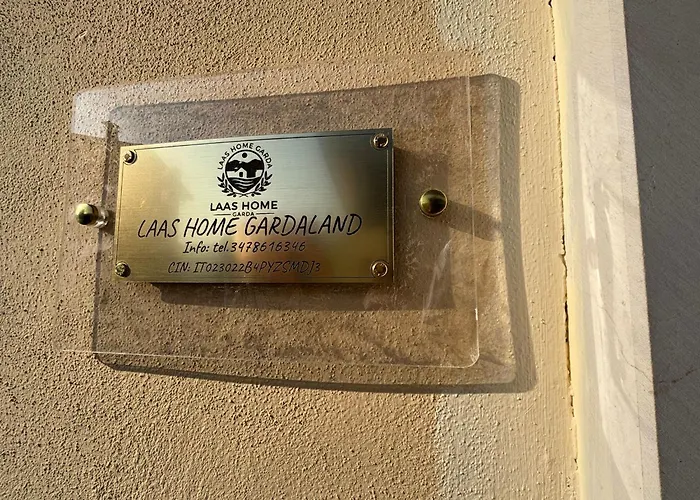 LAAS HOME GARDA
LAAS HOME
GARDA
LAAS HOME GARDALAND
Info: tel.3478616346
CIN: IT023022B4PYZSMDJ3